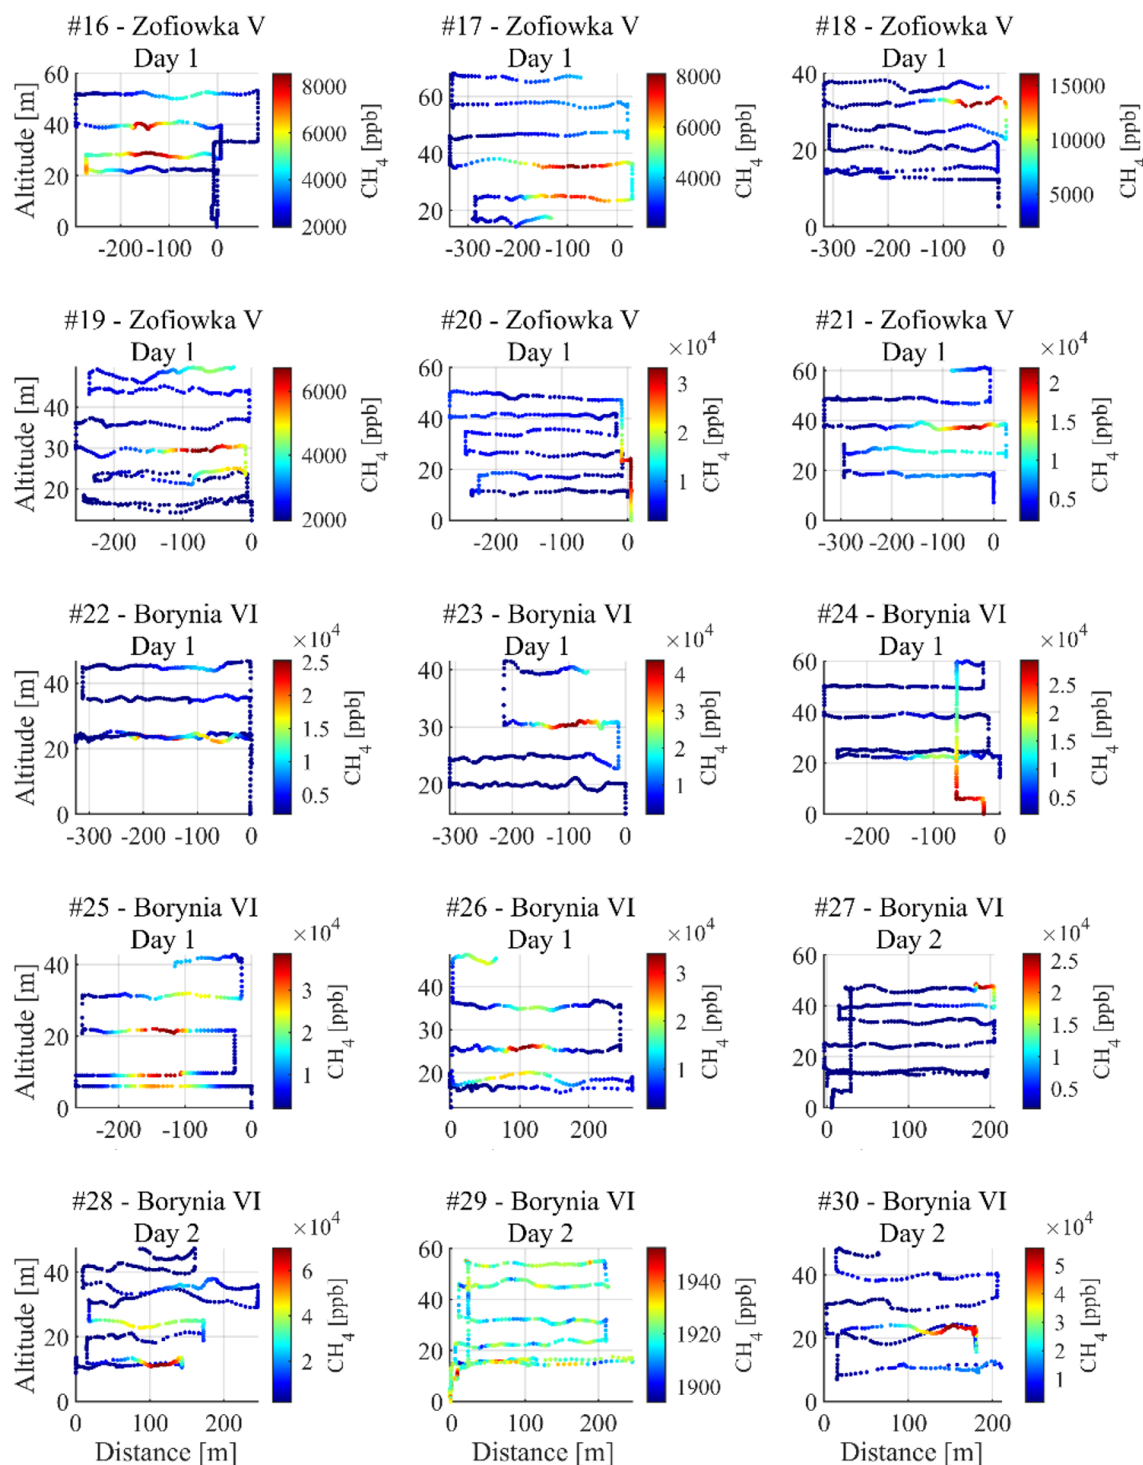 #16 - Zofiowka V #17 - Zofiowka V #18 - Zofiowka V
Day 1 Day 1 Day 1
Altitude [m] 60 40 20 0 -200 -100 0 8000 6000 4000 2000 CH4 [ppb]
60 50 40 30 20 -300 -200 -100 0 8000 6000 4000 CH4 [ppb]
40 20 0 -300 -200 -100 0 15000 10000 5000 CH4 [ppb]
#19 - Zofiowka V #20 - Zofiowka V #21 - Zofiowka V
Day 1 Day 1 Day 1
Altitude [m] 40 30 20 -200 -100 0 6000 4000 2000 CH4 [ppb]
60 40 20 0 -200 -100 0 ×10^4 3 2 1 CH4 [ppb]
60 40 20 0 -300 -200 -100 0 ×10^4 2 1.5 1 0.5 CH4 [ppb]
#22 - Borynia VI #23 - Borynia VI #24 - Borynia VI
Day 1 Day 1 Day 1
Altitude [m] 40 20 0 -300 -200 -100 0 ×10^4 2.5 2 1.5 1 0.5 CH4 [ppb]
40 30 20 -300 -200 -100 0 ×10^4 4 3 2 1 CH4 [ppb]
60 40 20 0 -200 -100 0 ×10^4 2.5 2 1.5 1 0.5 CH4 [ppb]
#25 - Borynia VI #26 - Borynia VI #27 - Borynia VI
Day 1 Day 1 Day 2
Altitude [m] 40 20 0 -200 -100 0 ×10^4 3 2 1 CH4 [ppb]
40 30 20 0 100 200 ×10^4 3 2 1 CH4 [ppb]
60 40 20 0 0 100 200 ×10^4 2.5 2 1.5 1 0.5 CH4 [ppb]
#28 - Borynia VI #29 - Borynia VI #30 - Borynia VI
Day 2 Day 2 Day 2
Altitude [m] 40 20 0 0 100 200 ×10^4 6 4 2 CH4 [ppb]
60 45 30 15 0 0 100 200 1940 1920 1900 CH4 [ppb]
40 20 0 0 100 200 ×10^4 5 4 3 2 1 CH4 [ppb]
Distance [m] Distance [m] Distance [m]